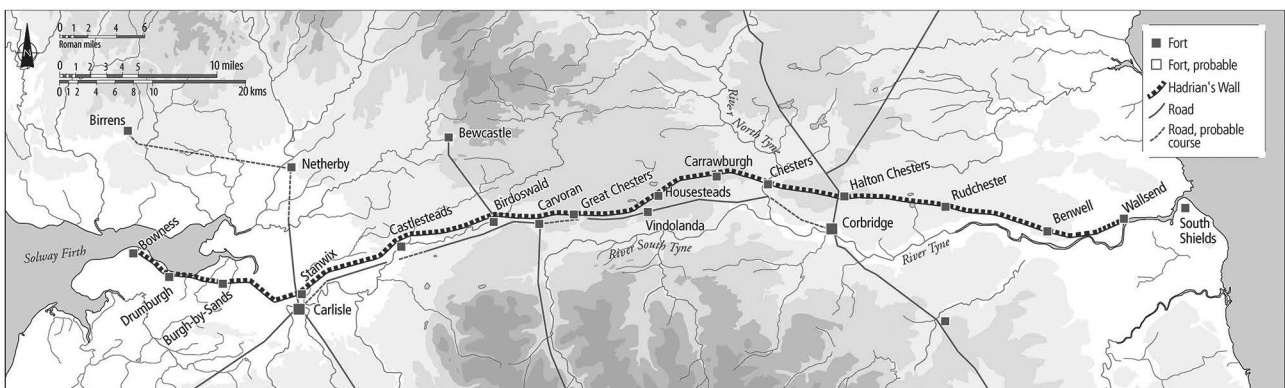 0 1 2 4 6
Roman miles
0 1 2 3 4 5 10 miles
0 1 2 4 6 8 10 20 kms
Birrens
Netherby
Bewcastle
River North Tyne
Solway Firth
Bowness
Drumburgh
Burgh-by-Sands
Stanwix
Carlisle
Castlesteads
Birdoswald
Carvoran
Great Chesters
Housesteads
Vindolanda
Carrawburgh
Chesters
Halton Chesters
Corbridge
Rudchester
Benwell
Wallsend
South
Shields
River South Tyne
River Tyne
Fort
Fort, probable
Hadrian's Wall
Road
Road, probable
course